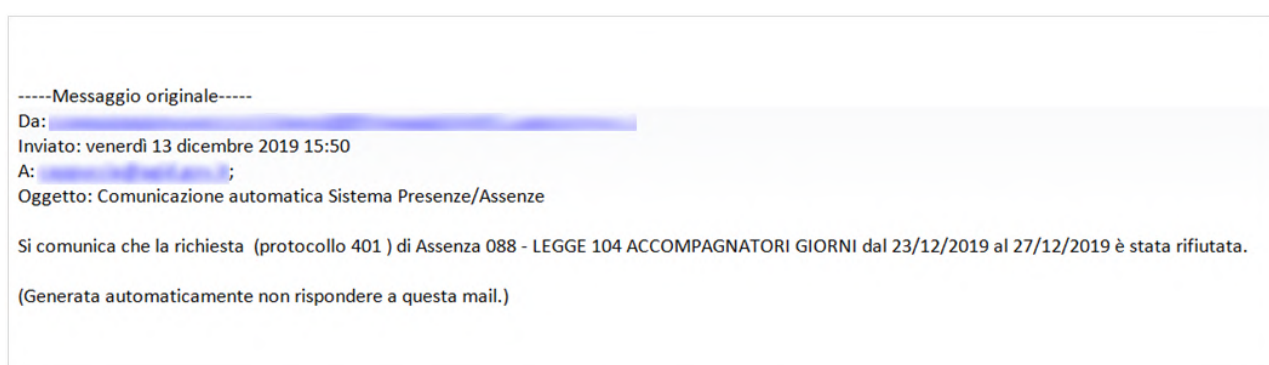 -----Messaggio originale-----
Da:
Inviato: venerdì 13 dicembre 2019 15:50
A: ;
Oggetto: Comunicazione automatica Sistema Presenze/Assenze
Si comunica che la richiesta (protocollo 401 ) di Assenza 088 - LEGGE 104 ACCOMPAGNATORI GIORNI dal 23/12/2019 al 27/12/2019 è stata rifiutata.
(Generata automaticamente non rispondere a questa mail.)